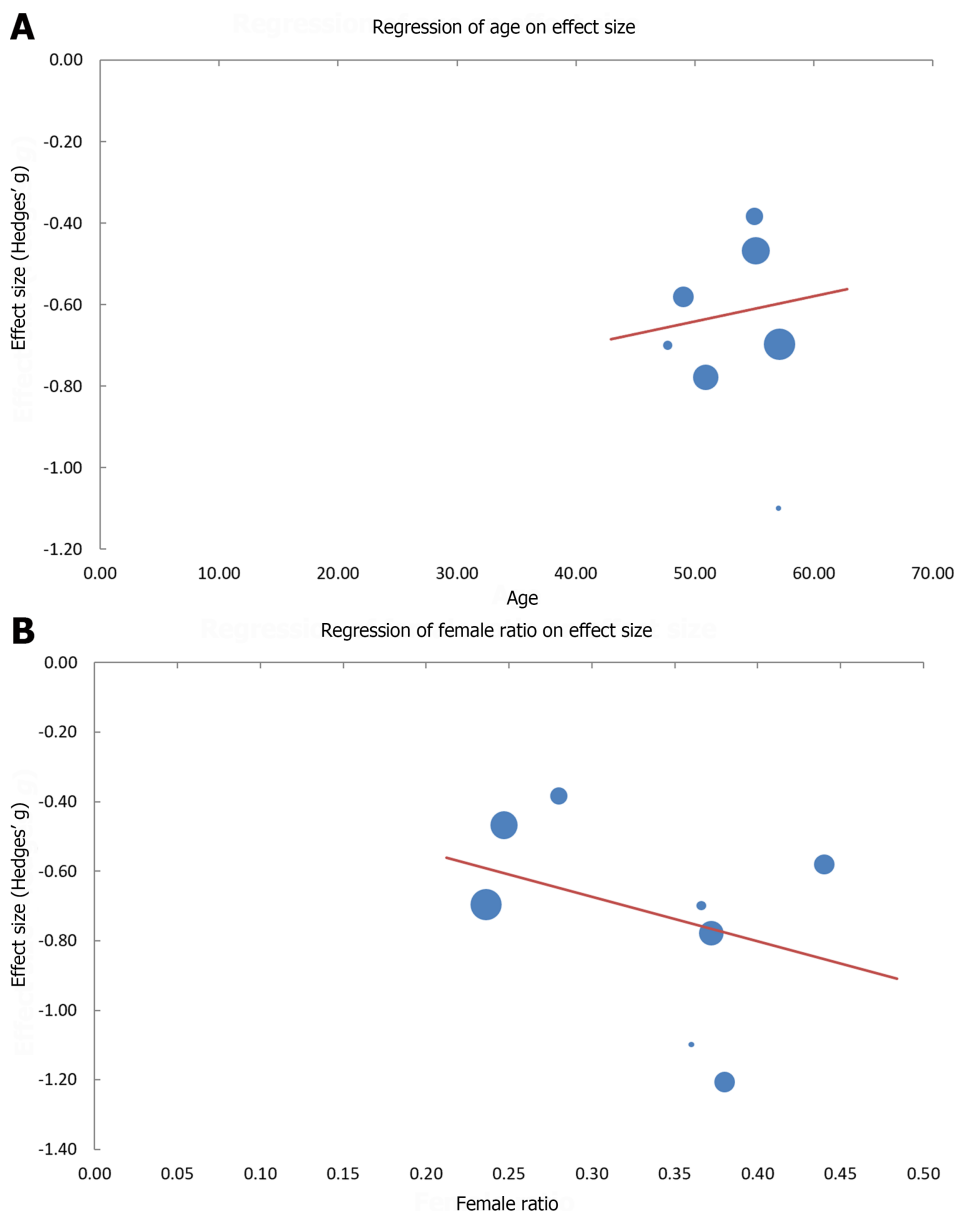 A
Regression of age on effect size
0.00
-0.20
-0.40
-0.60
-0.80
-1.00
-1.20
Effect size (Hedges’ g)
0.00 10.00 20.00 30.00 40.00 50.00 60.00 70.00
Age
B
Regression of female ratio on effect size
0.00
-0.20
-0.40
-0.60
-0.80
-1.00
-1.20
-1.40
Effect size (Hedges’ g)
0.00 0.05 0.10 0.15 0.20 0.25 0.30 0.35 0.40 0.45 0.50
Female ratio